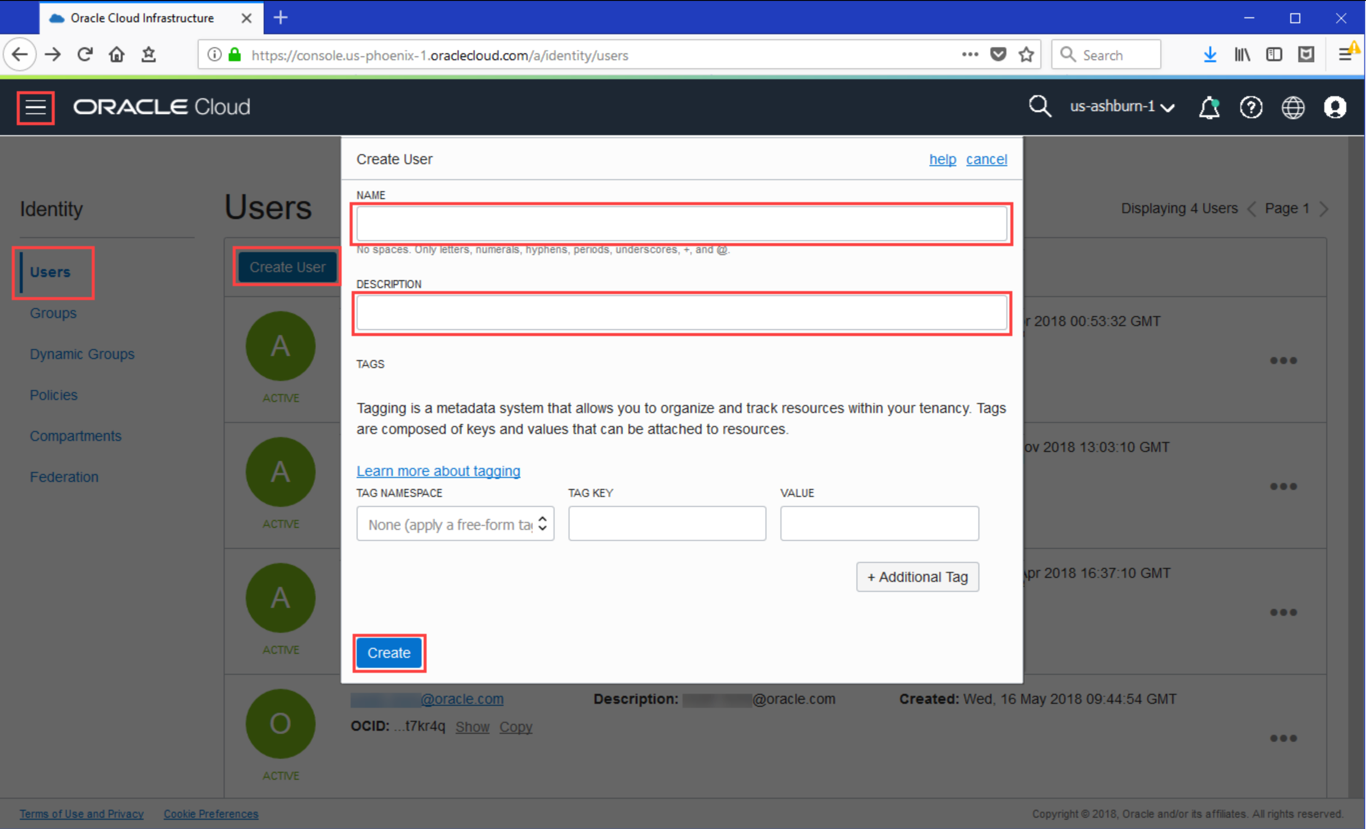 Oracle Cloud Infrastructure
https://console.us-phoenix-1.oraclecloud.com/a/identity/users
Search
ORACLE Cloud
us-ashburn-1
Create User
help cancel
NAME
No spaces. Only letters, numerals, hyphens, periods, underscores, +, and @.
DESCRIPTION
TAGS
Tagging is a metadata system that allows you to organize and track resources within your tenancy. Tags
are composed of keys and values that can be attached to resources.
Learn more about tagging
TAG NAMESPACE TAG KEY VALUE
None (apply a free-form tag
+ Additional Tag
Create
Identity
Users
Groups
Dynamic Groups
Policies
Compartments
Federation
Users
Displaying 4 Users Page 1
Create User
A
ACTIVE
2018 00:53:32 GMT
A
ACTIVE
2018 13:03:10 GMT
A
ACTIVE
2018 16:37:10 GMT
O
ACTIVE
@oracle.com Description: @oracle.com Created: Wed, 16 May 2018 09:44:54 GMT
OCID: ...t7kr4q Show Copy
Terms of Use and Privacy Cookie Preferences
Copyright © 2018, Oracle and/or its affiliates. All rights reserved.